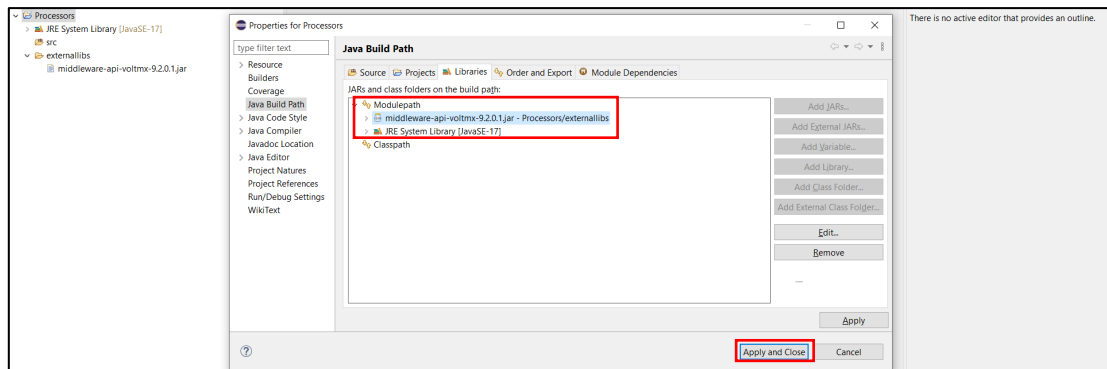 Processors
JRE System Library [JavaSE-17]
src
externallibs
middleware-api-voltmx-9.2.0.1.jar
Properties for Processors
type filter text
Resource
Builders
Coverage
Java Build Path
Java Code Style
Java Compiler
Javadoc Location
Java Editor
Project Natures
Project References
Run/Debug Settings
WikiText
Java Build Path
Source Projects Libraries Order and Export Module Dependencies
JARs and class folders on the build path:
Modulepath
middleware-api-voltmx-9.2.0.1.jar - Processors/externallibs
JRE System Library [JavaSE-17]
Classpath
Add JARs...
Add External JARs...
Add Variable...
Add Library...
Add Class Folder...
Add External Class Folder...
Edit...
Remove
Apply
Apply and Close Cancel
There is no active editor that provides an outline.